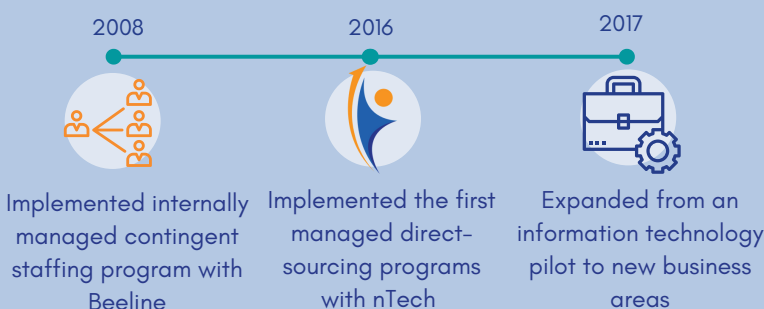 2008
Implemented internally
managed contingent
staffing program with
Beeline
2016
Implemented the first
managed direct-
sourcing programs
with nTech
2017
Expanded from an
information technology
pilot to new business
areas